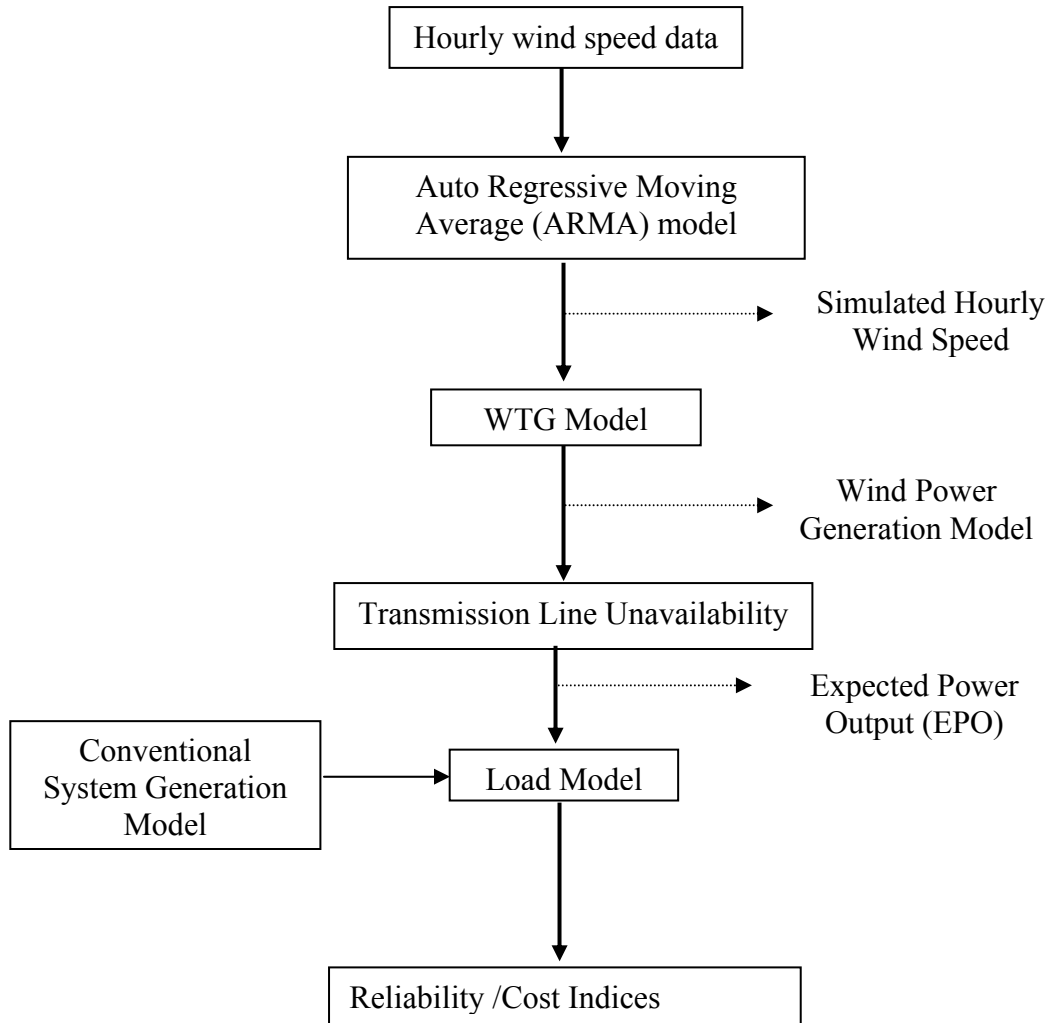 Hourly wind speed data
Auto Regressive Moving
Average (ARMA) model
Simulated Hourly
Wind Speed
WTG Model
Wind Power
Generation Model
Transmission Line Unavailability
Expected Power
Output (EPO)
Conventional
System Generation
Model
Load Model
Reliability /Cost Indices